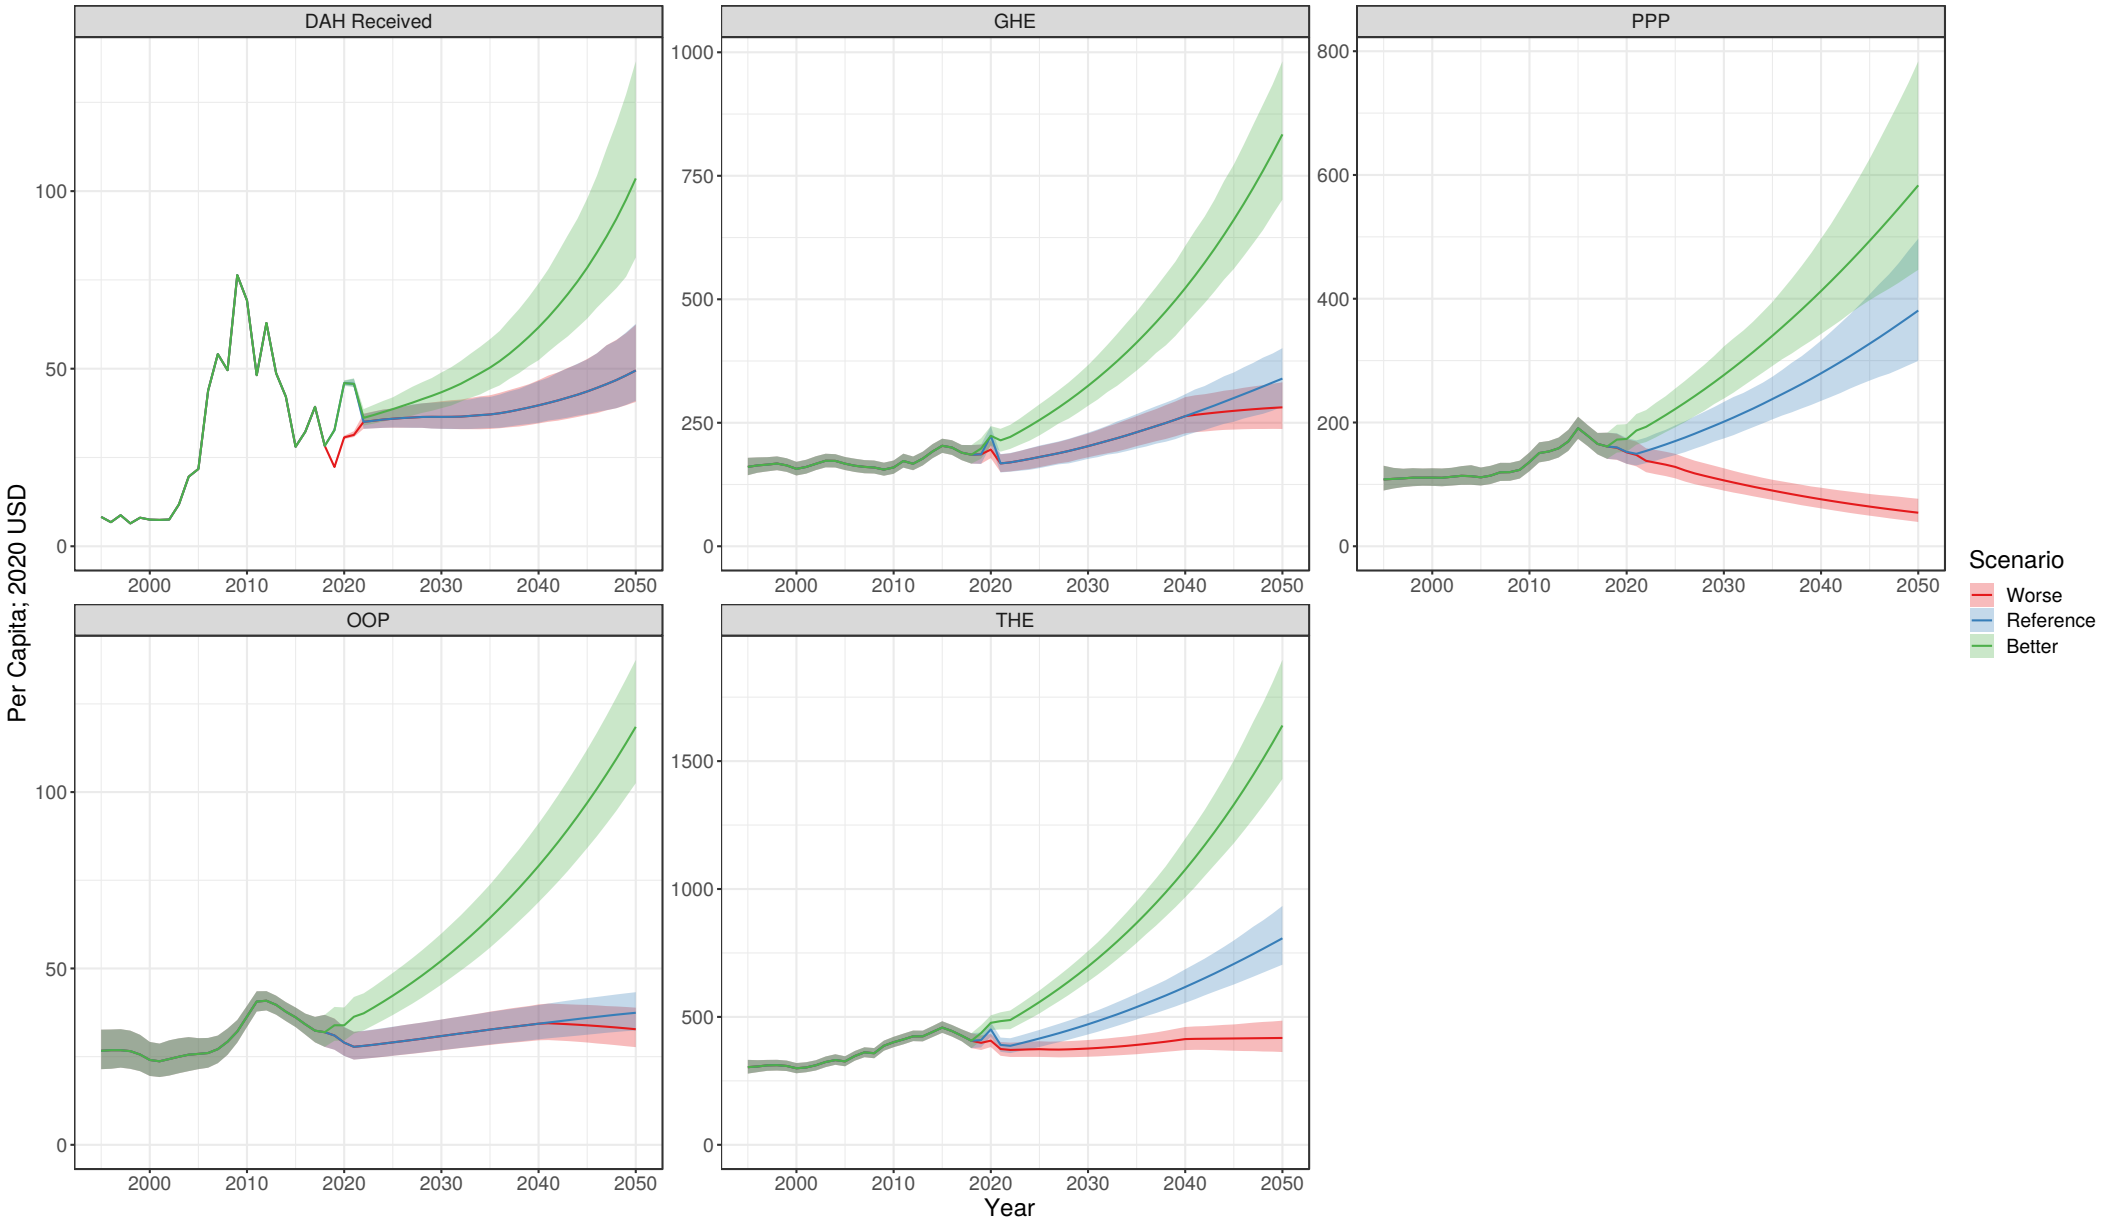 DAH Received
GHE
PPP
100
50
0
1000
750
500
250
0
800
600
400
200
0
2000 2010 2020 2030 2040 2050
2000 2010 2020 2030 2040 2050
2000 2010 2020 2030 2040 2050
Per Capita; 2020 USD
Scenario
Worse
Reference
Better
OOP
THE
100
50
0
1500
1000
500
0
2000 2010 2020 2030 2040 2050
2000 2010 2020 2030 2040 2050
Year